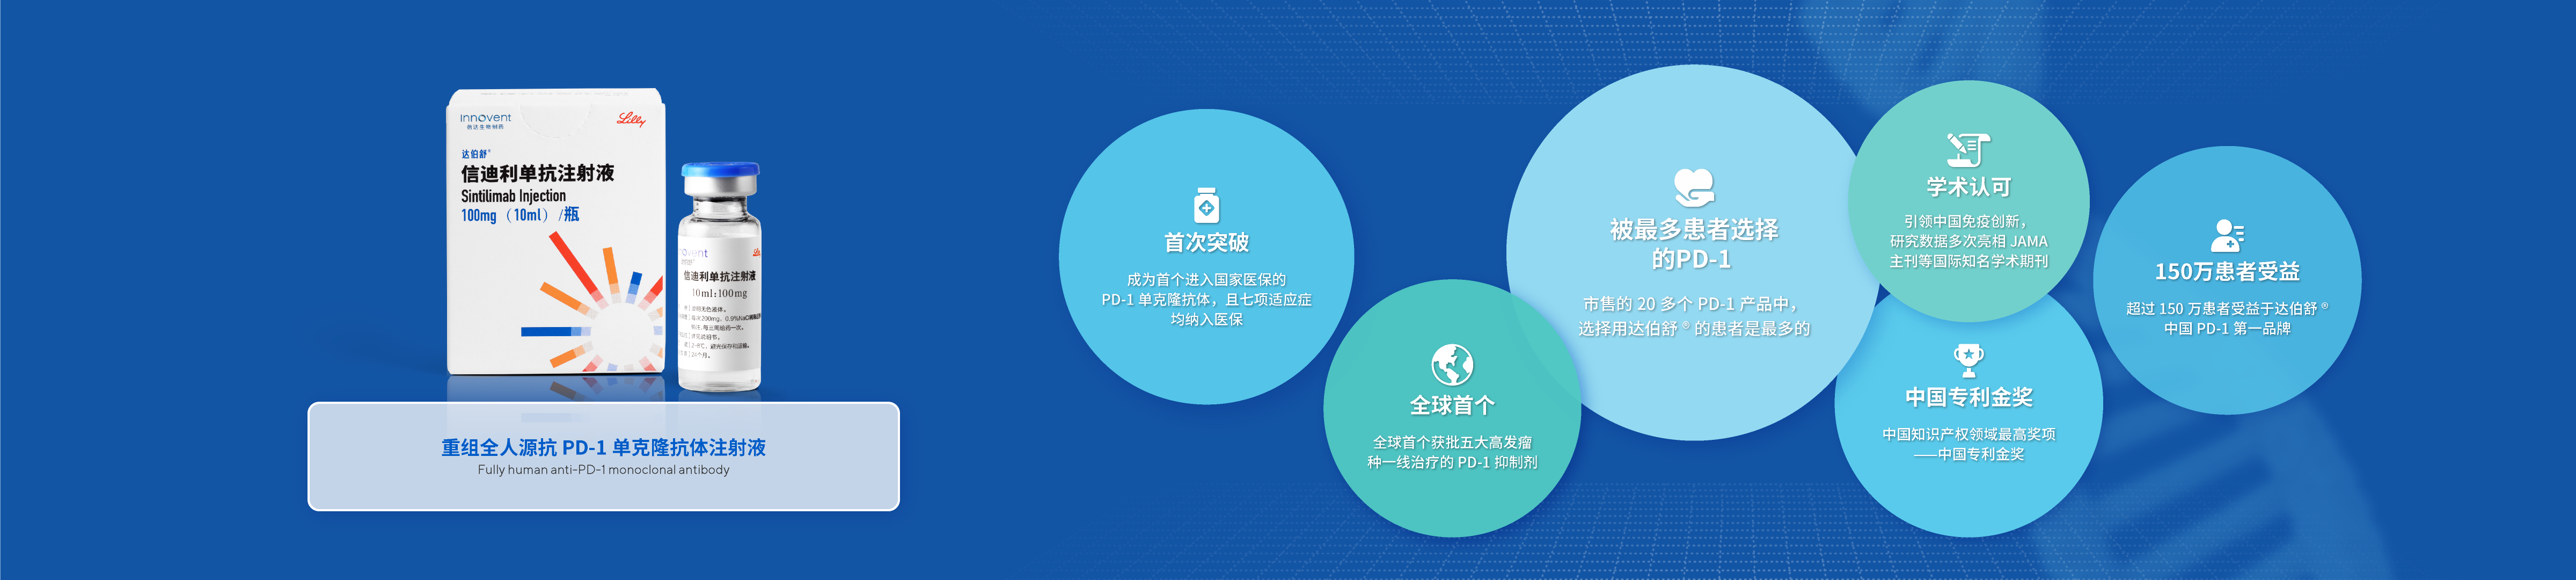 innovent
信达生物制药
Lilly
达伯舒®
信迪利单抗注射液
Sintilimab Injection
100mg（10ml）/瓶
信迪利单抗注射液
10ml:100mg
重组全人源抗 PD-1 单克隆抗体注射液
Fully human anti-PD-1 monoclonal antibody
首次突破
成为首个进入国家医保的
PD-1 单克隆抗体，且七项适应症
均纳入医保
全球首个
全球首个获批五大高发瘤
种一线治疗的 PD-1 抑制剂
被最多患者选择
的PD-1
市售的 20 多个 PD-1 产品中，
选择用达伯舒 ® 的患者是最多的
学术认可
引领中国免疫创新，
研究数据多次亮相 JAMA
主刊等国际知名学术期刊
中国专利金奖
中国知识产权领域最高奖项
——中国专利金奖
150万患者受益
超过 150 万患者受益于达伯舒 ®
中国 PD-1 第一品牌